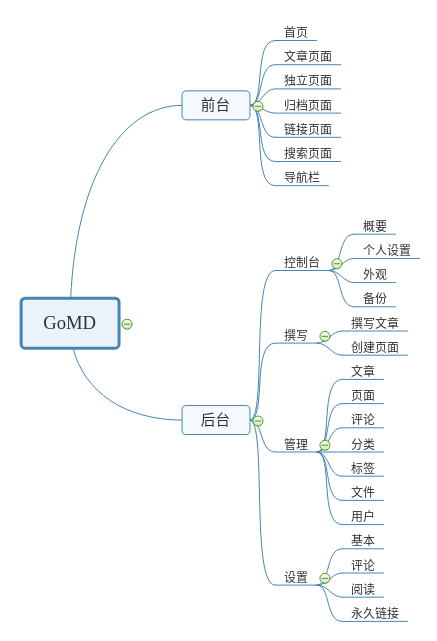 GoMD
前台
首页
文章页面
独立页面
归档页面
链接页面
搜索页面
导航栏
后台
控制台
概要
个人设置
外观
备份
撰写
撰写文章
创建页面
管理
文章
页面
评论
分类
标签
文件
用户
设置
基本
评论
阅读
永久链接